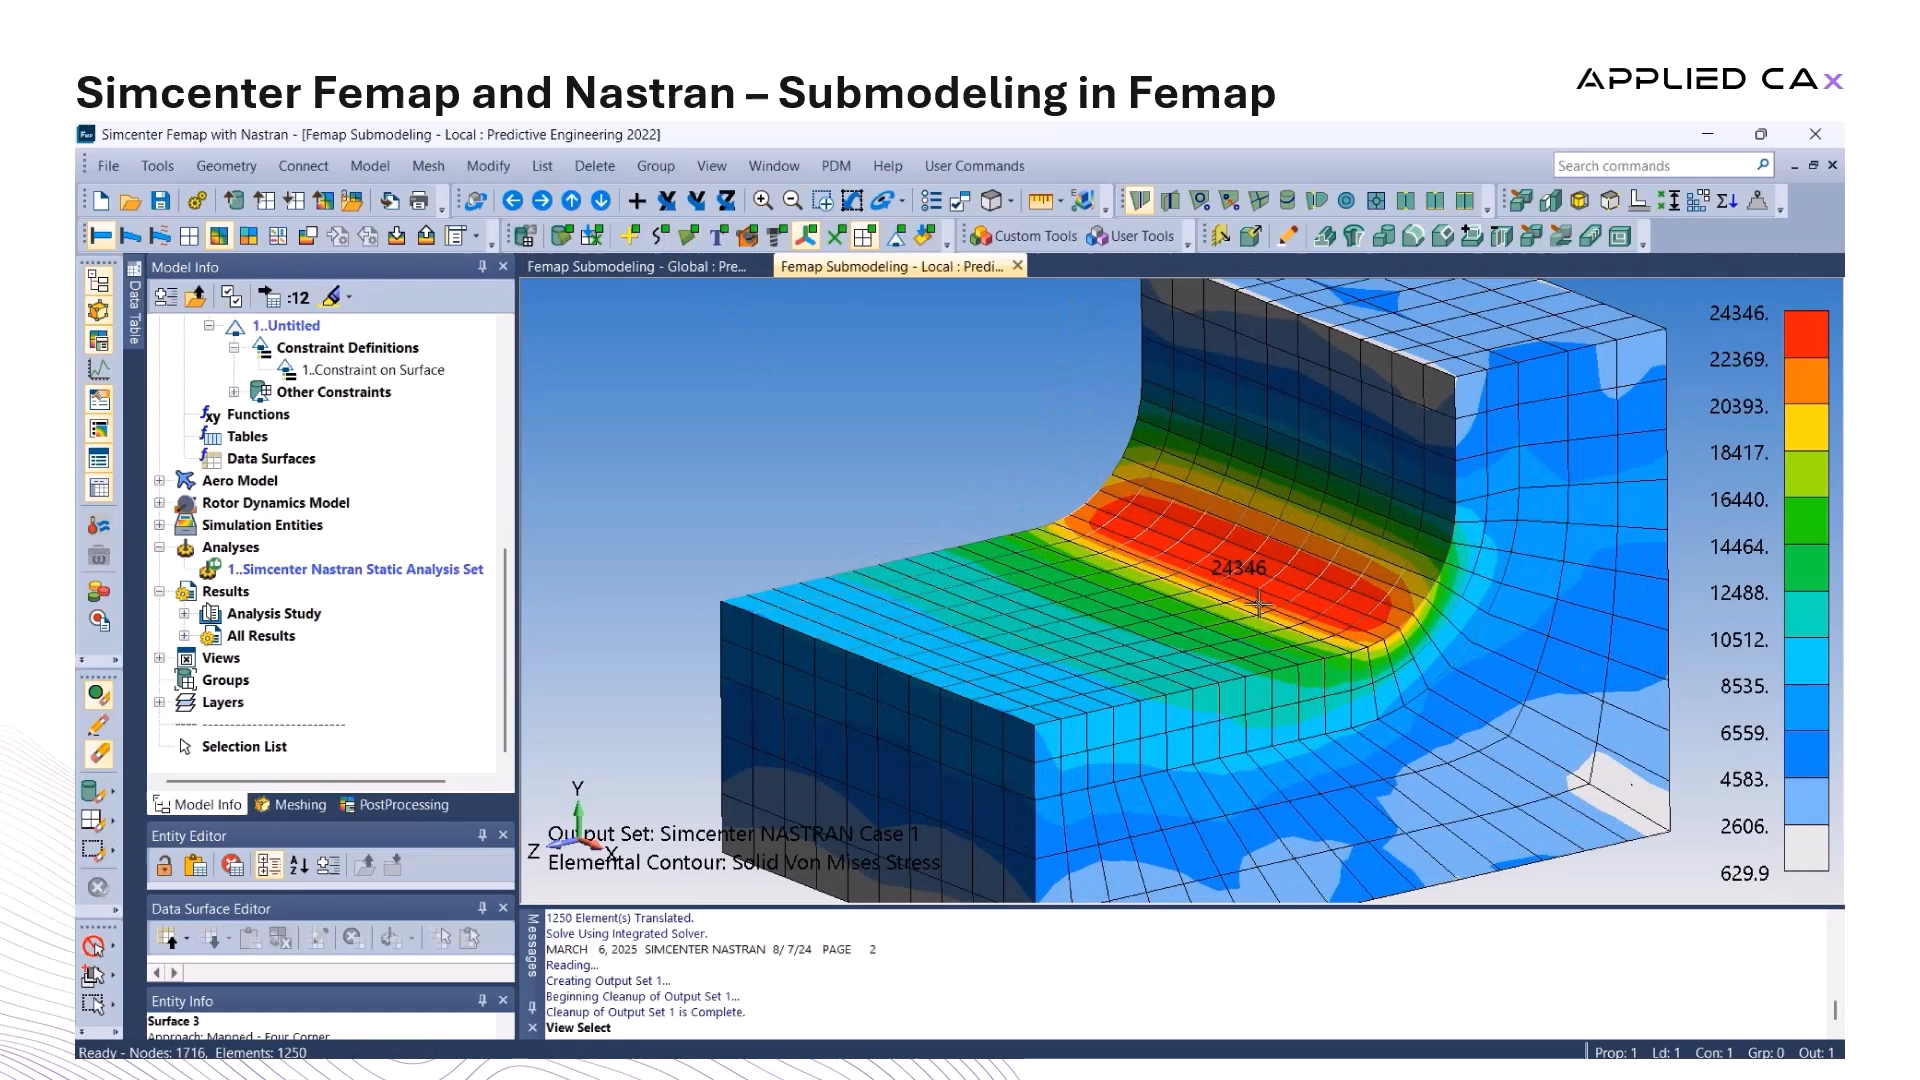 Simcenter Femap and Nastran – Submodeling in Femap
APPLIED CAx
Simcenter Femap with Nastran - [Femap Submodeling - Local : Predictive Engineering 2022]
File Tools Geometry Connect Model Mesh Modify List Delete Group View Window PDM Help User Commands
Search commands
Custom Tools User Tools
Model Info
Femap Submodeling - Global : Pre...
Femap Submodeling - Local : Predi...
Data Table
:12
1..Untitled
Constraint Definitions
1..Constraint on Surface
Other Constraints
Functions
Tables
Data Surfaces
Aero Model
Rotor Dynamics Model
Simulation Entities
Analyses
1..Simcenter Nastran Static Analysis Set
Results
Analysis Study
All Results
Views
Groups
Layers
Selection List
Model Info Meshing PostProcessing
Entity Editor
Data Surface Editor
Entity Info
Surface 3
Approach: Mapped - Four Corner
24346
Y
Z
X
Output Set: Simcenter NASTRAN Case 1
Elemental Contour: Solid Von Mises Stress
24346.
22369.
20393.
18417.
16440.
14464.
12488.
10512.
8535.
6559.
4583.
2606.
629.9
Messages
1250 Element(s) Translated.
Solve Using Integrated Solver.
MARCH 6, 2025 SIMCENTER NASTRAN 8/ 7/24 PAGE 2
Reading...
Creating Output Set 1...
Beginning Cleanup of Output Set 1...
Cleanup of Output Set 1 is Complete.
View Select
Ready - Nodes: 1716, Elements: 1250
Prop: 1 Ld: 1 Con: 1 Grp: 0 Out: 1